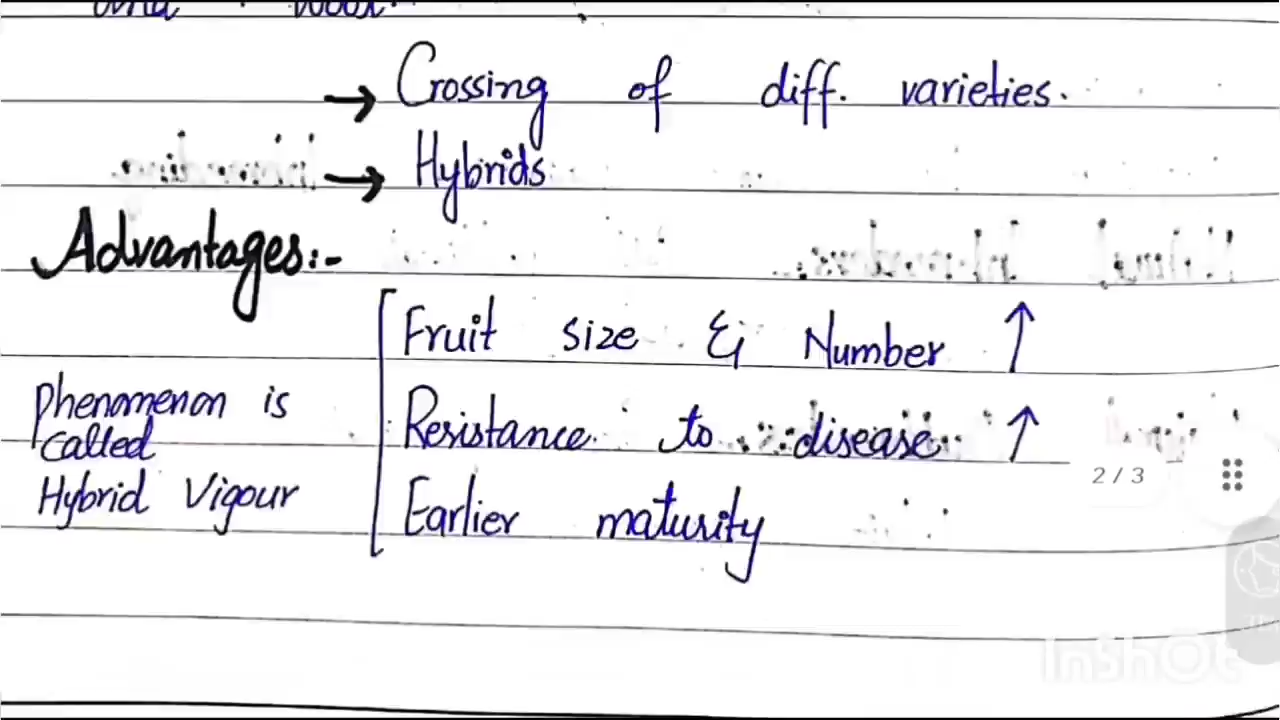 → Crossing of diff. varieties.
→ Hybrids
Advantages:-
Fruit size & Number ↑
Phenomenon is
called
Hybrid Vigour
Resistance to disease ↑
Earlier maturity
2/3
InShOt